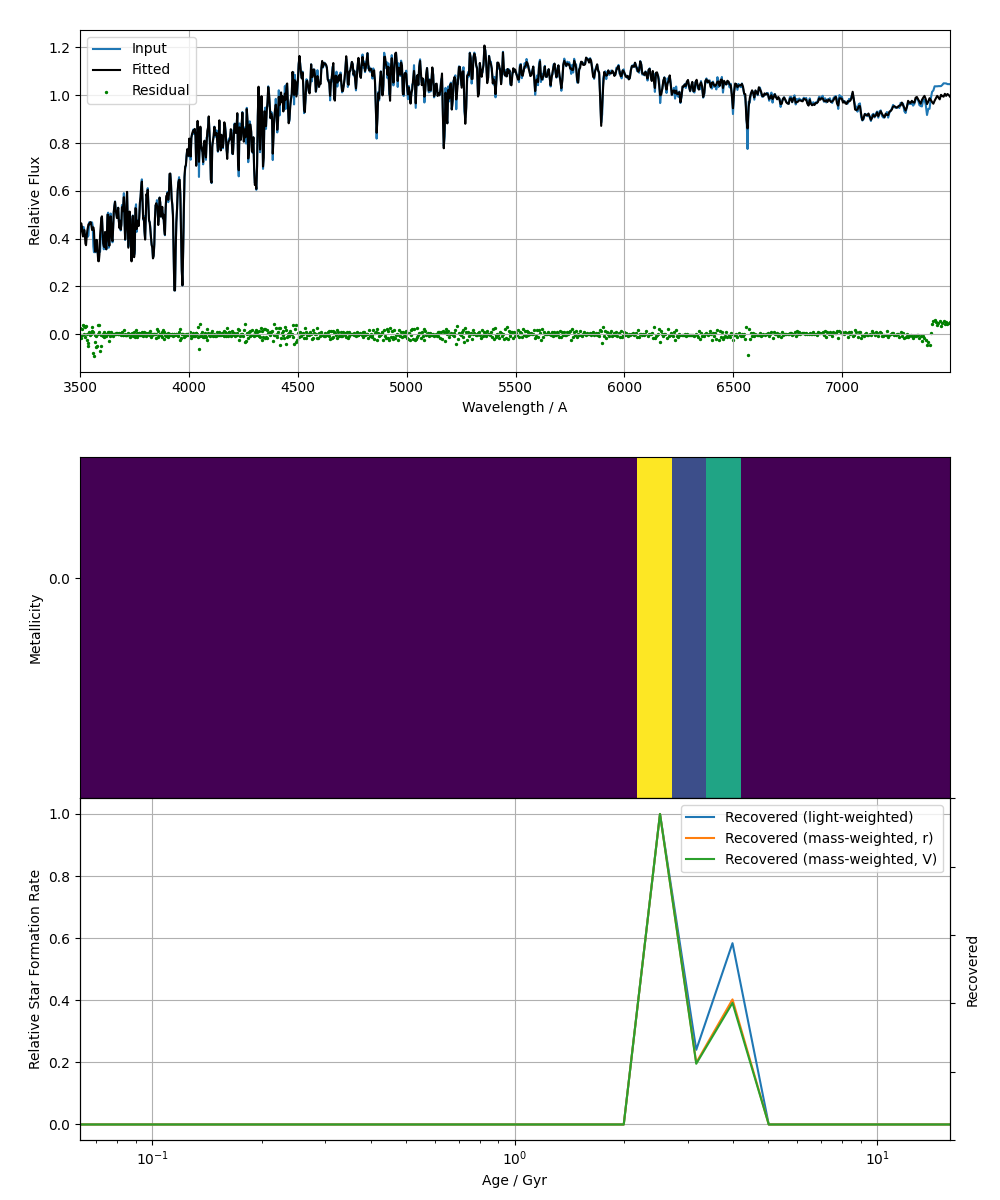 Input
Fitted
Residual
1.2
1.0
0.8
0.6
0.4
0.2
0.0
Relative Flux
3500 4000 4500 5000 5500 6000 6500 7000
Wavelength / A
0.0
Metallicity
Recovered (light-weighted)
Recovered (mass-weighted, r)
Recovered (mass-weighted, V)
1.0
0.8
0.6
0.4
0.2
0.0
Relative Star Formation Rate
Recovered
10⁻¹ 10⁰ 10¹
Age / Gyr